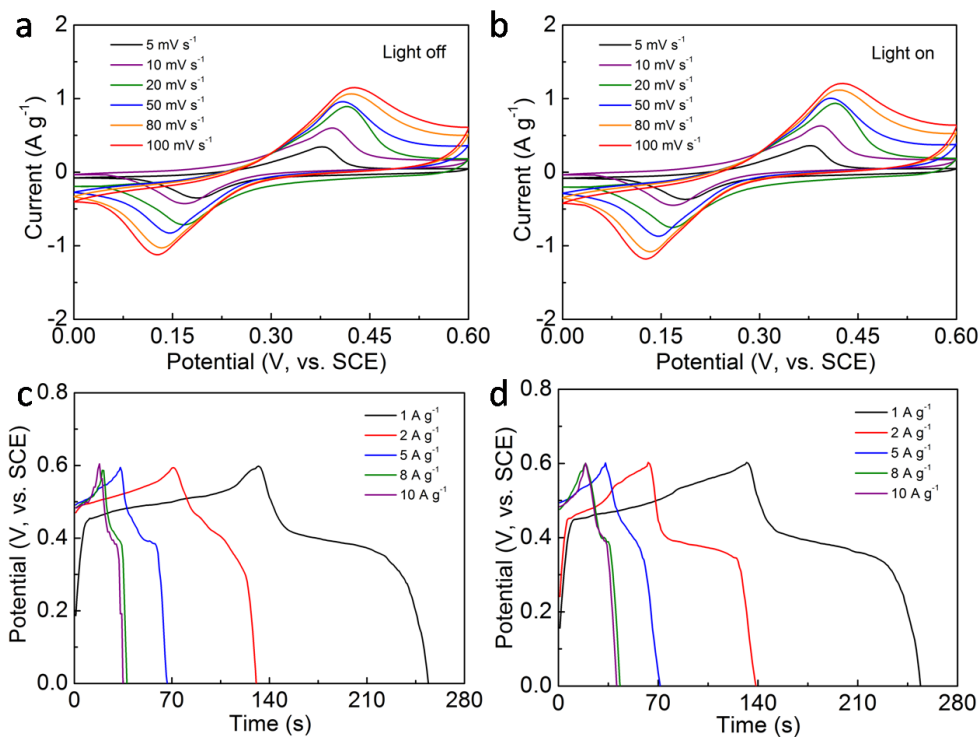 a
Light off
5 mV s⁻¹
10 mV s⁻¹
20 mV s⁻¹
50 mV s⁻¹
80 mV s⁻¹
100 mV s⁻¹
Current (A g⁻¹)
2
1
0
-1
-2
0.00 0.15 0.30 0.45 0.60
Potential (V, vs. SCE)
b
Light on
5 mV s⁻¹
10 mV s⁻¹
20 mV s⁻¹
50 mV s⁻¹
80 mV s⁻¹
100 mV s⁻¹
Current (A g⁻¹)
2
1
0
-1
-2
0.00 0.15 0.30 0.45 0.60
Potential (V, vs. SCE)
c
1 A g⁻¹
2 A g⁻¹
5 A g⁻¹
8 A g⁻¹
10 A g⁻¹
Potential (V, vs. SCE)
0.8
0.6
0.4
0.2
0.0
0 70 140 210 280
Time (s)
d
1 A g⁻¹
2 A g⁻¹
5 A g⁻¹
8 A g⁻¹
10 A g⁻¹
Potential (V, vs. SCE)
0.8
0.6
0.4
0.2
0.0
0 70 140 210 280
Time (s)